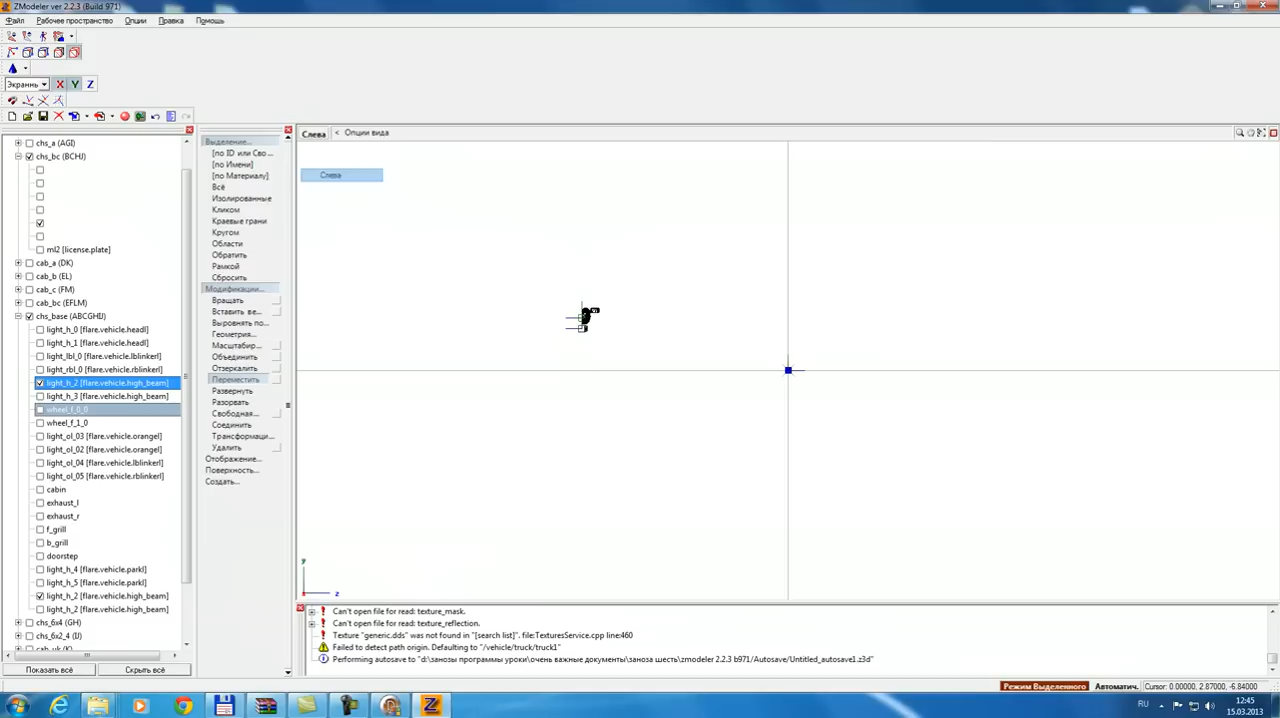 ZModeler ver 2.2.3 (Build 971)
Файл Рабочее пространство Опции Правка Помощь
Экраннь X Y Z
chs_a (AGI)
chs_bc (BCHJ)
ml2 [license.plate]
cab_a (DK)
cab_b (EL)
cab_c (FM)
cab_bc (EFLM)
chs_base (ABCGHIJ)
light_h_0 [flare.vehicle.headl]
light_h_1 [flare.vehicle.headl]
light_lbl_0 [flare.vehicle.lblinkerl]
light_rbl_0 [flare.vehicle.rblinkerl]
light_h_2 [flare.vehicle.high_beam]
light_h_3 [flare.vehicle.high_beam]
wheel_f_0_0
wheel_f_1_0
light_ol_03 [flare.vehicle.orangel]
light_ol_02 [flare.vehicle.orangel]
light_ol_04 [flare.vehicle.lblinkerl]
light_ol_05 [flare.vehicle.rblinkerl]
cabin
exhaust_l
exhaust_r
f_grill
b_grill
doorstep
light_h_4 [flare.vehicle.parkl]
light_h_5 [flare.vehicle.parkl]
light_h_2 [flare.vehicle.high_beam]
light_h_2 [flare.vehicle.high_beam]
chs_6x4 (GH)
chs_6x2_4 (IJ)
Показать всё Скрыть всё
Выделение...
[по ID или Сво...
[по Имени]
[по Материалу]
Всё
Изолированные
Кликом
Краевые грани
Кругом
Области
Обратить
Рамкой
Сбросить
Модификации...
Вращать
Вставить ве...
Выровнять по...
Геометрия...
Масштабир...
Объединить
Отзеркалить
Переместить
Развернуть
Разорвать
Свободная...
Соединить
Трансформаци...
Удалить
Отображение...
Поверхность...
Создать...
Слева < Опции вида
Слева
y
z
Can't open file for read: texture_mask.
Can't open file for read: texture_reflection.
Texture "generic.dds" was not found in "[search list]". file:TexturesService.cpp line:460
Failed to detect path origin. Defaulting to "/vehicle/truck/truck1"
Performing autosave to "d:\занозы программы уроки\очень важные документы\заноза шесть\zmodeler 2.2.3 b971/Autosave/Untitled_autosave1.z3d"
Режим Выделенного Автоматич. Cursor: 0.00000, 2.87000, -6.84000
RU 12:45
15.03.2013